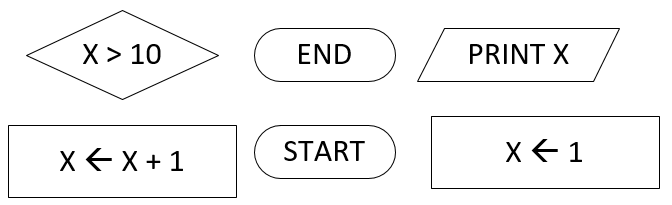 X > 10
END
PRINT X
X ← X + 1
START
X ← 1